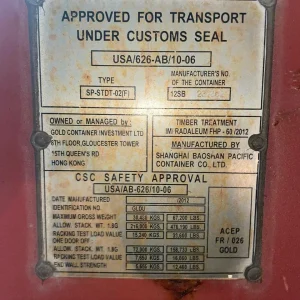 APPROVED FOR TRANSPORT
UNDER CUSTOMS SEAL
USA/626-AB/10-06
TYPE
SP-STDT-02(F)
MANUFACTURER'S NO.
OF THE CONTAINER
12SB
OWNED or MANAGED by :
GOLD CONTAINER INVESTMENT LTD
6TH FLOOR, GLOUCESTER TOWER
15TH QUEEN'S RD
HONG KONG
TIMBER TREATMENT
IM/RADALEUM FHP - 60/2012
MANUFACTURED BY :
SHANGHAI BAOSHAN PACIFIC
CONTAINER CO., LTD.
CSC SAFETY APPROVAL
USA/AB-626/10-06
DATE MANUFACTURED
IDENTIFICATION NO.
MAXIMUM GROSS WEIGHT
ALLOW. STACK. WT. 1.8G
RACKING TEST LOAD VALUE
ONE DOOR OFF
ALLOW. STACK. WT. 1.8G
RACKING TEST LOAD VALUE
END WALL STRENGTH
2012
GLDU
67,200 LBS.
ACEP
FR / 026
GOLD